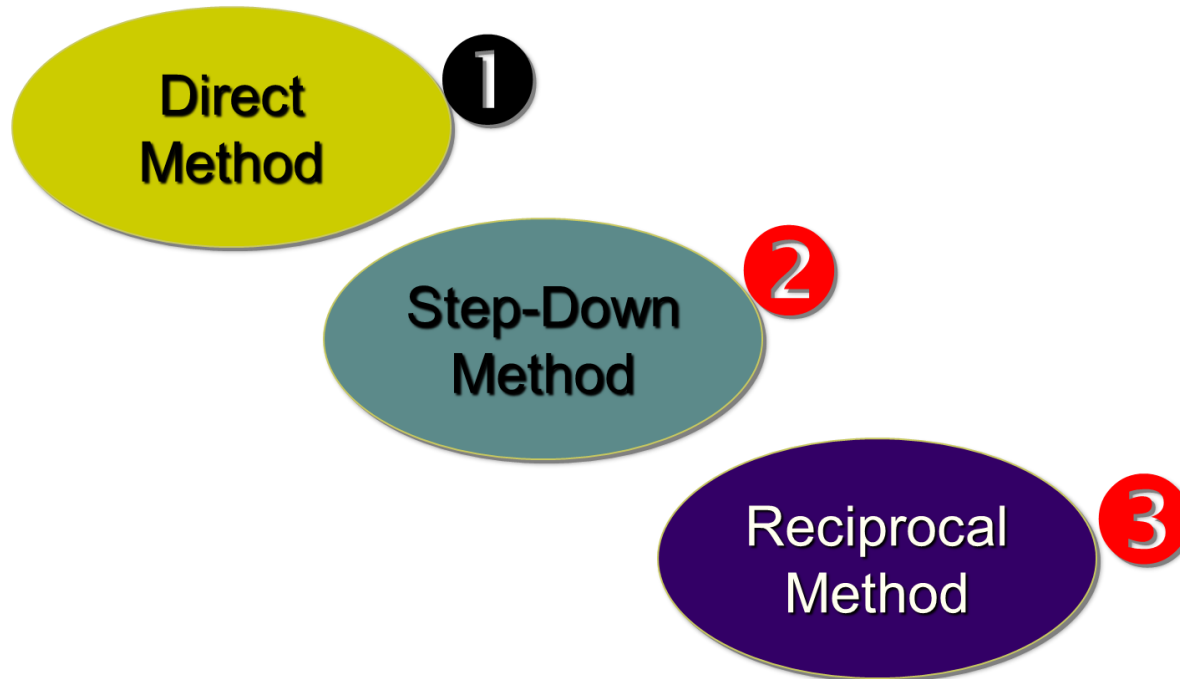 Direct
Method
1
Step-Down
Method
2
Reciprocal
Method
3